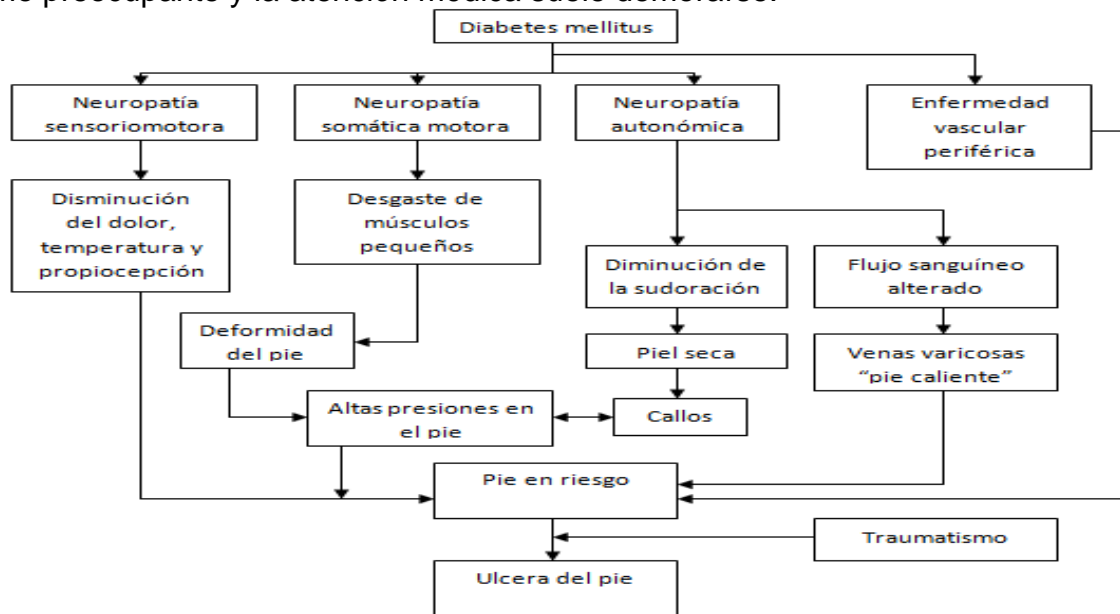 Diabetes mellitus
Neuropatía
sensoriomotora
Neuropatía
somática motora
Neuropatía
autonómica
Enfermedad
vascular
periférica
Disminución
del dolor,
temperatura y
propiocepción
Desgaste de
músculos
pequeños
Diminución de
la sudoración
Flujo sanguíneo
alterado
Deformidad
del pie
Piel seca
Venas varicosas
“pie caliente”
Altas presiones en
el pie
Callos
Pie en riesgo
Traumatismo
Ulcera del pie